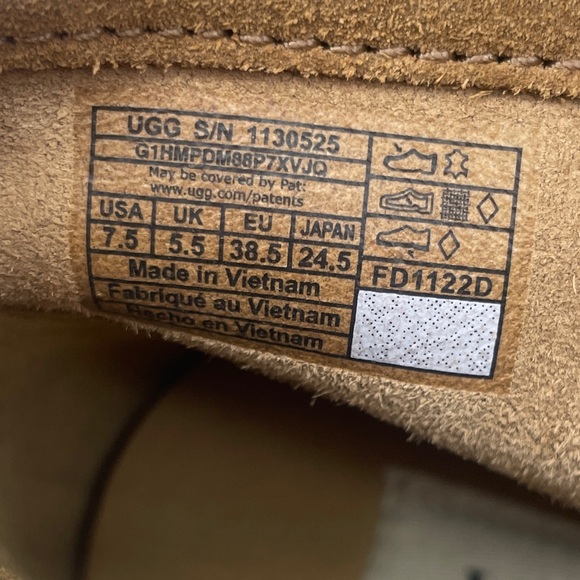 UGG S/N 1130525
G1HMPDM88P7XVJQ
May be covered by Pat:
www.ugg.com/patents
USA UK EU JAPAN
7.5 5.5 38.5 24.5
FD1122D
Made in Vietnam
Fabriqué au Vietnam
Hecho en Vietnam